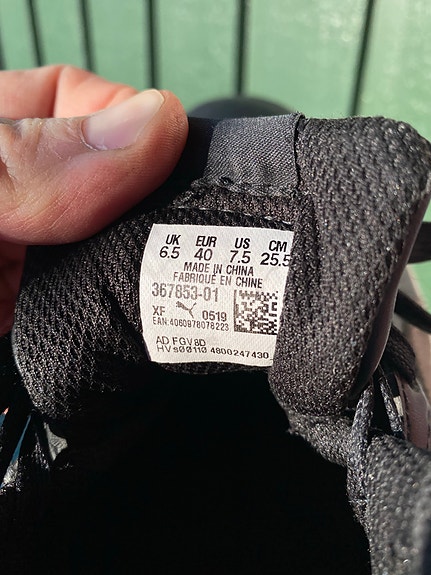 UK EUR US CM
6.5 40 7.5 25.5
MADE IN CHINA
FABRIQUÉ EN CHINE
367853-01
XF 0519
EAN:4060978078223
AD FGV8D
HVs00110 4800247430